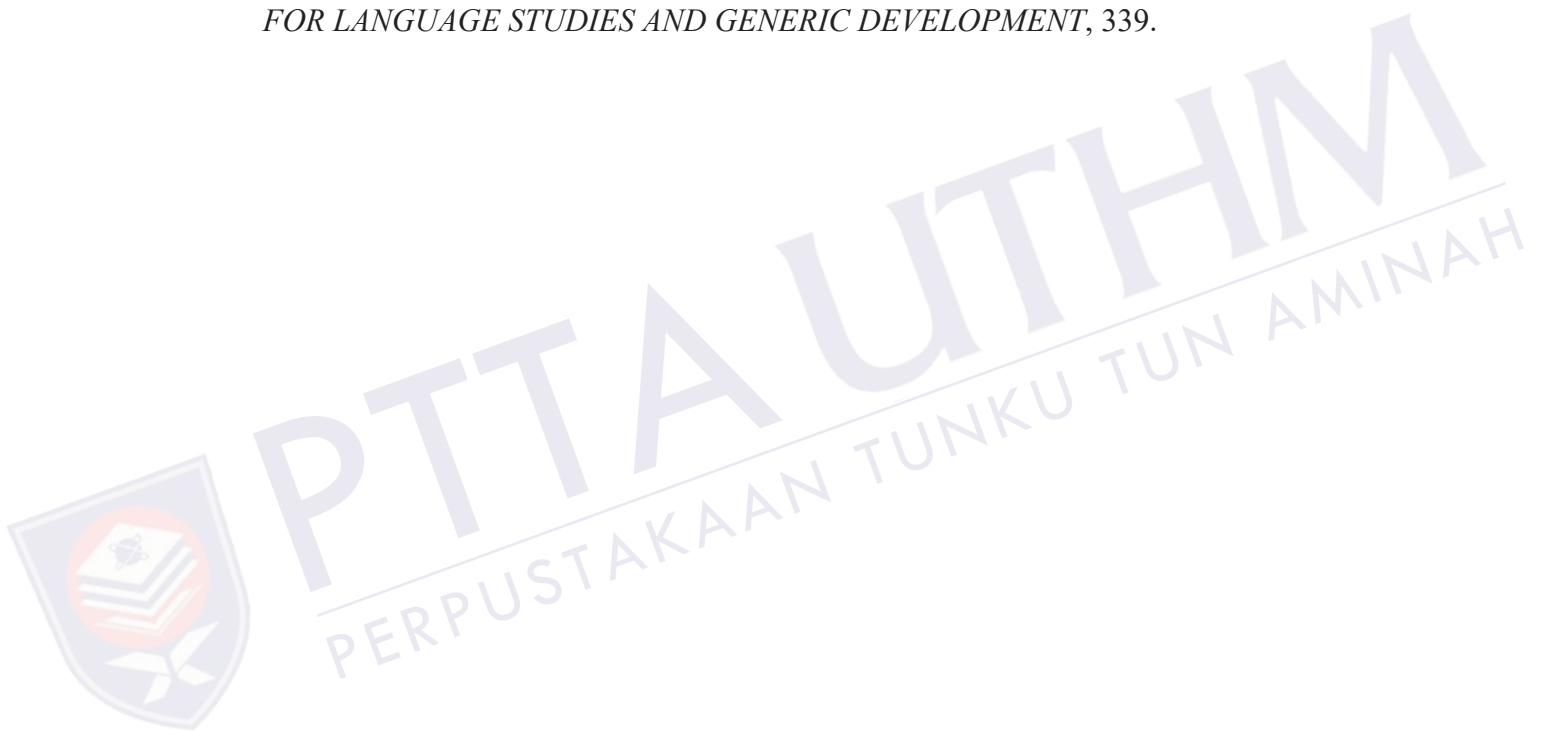 FOR LANGUAGE STUDIES AND GENERIC DEVELOPMENT, 339.
PTTA UTHM
PERPUSTAKAAN TUNKU TUN AMINAH